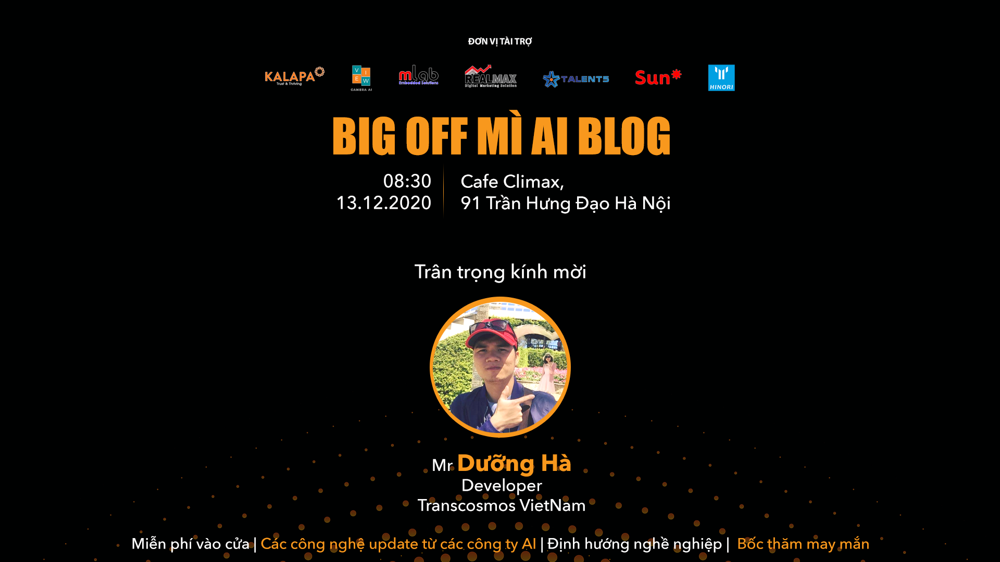 ĐƠN VỊ TÀI TRỢ
KALAPA
Trust & Thriving
VIEW
CAMERA AI
mlab
Embedded Solutions
REALMAX
Digital Marketing Solution
TALENT5
Sun*
HINORI
BIG OFF MÌ AI BLOG
08:30
13.12.2020
Cafe Climax,
91 Trần Hưng Đạo Hà Nội
Trân trọng kính mời
Mr Dưỡng Hà
Developer
Transcosmos VietNam
Miễn phí vào cửa | Các công nghệ update từ các công ty AI | Định hướng nghề nghiệp | Bốc thăm may mắn